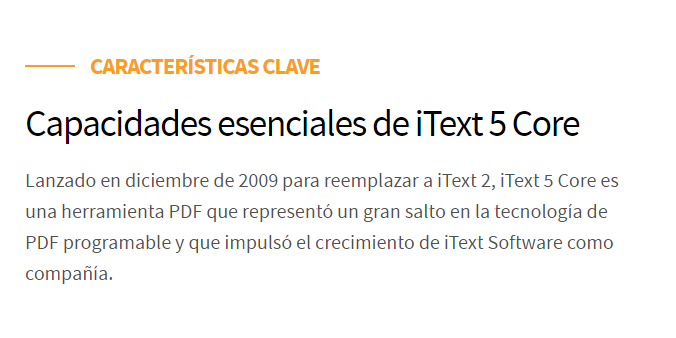 CARACTERÍSTICAS CLAVE
Capacidades esenciales de iText 5 Core
Lanzado en diciembre de 2009 para reemplazar a iText 2, iText 5 Core es
una herramienta PDF que representó un gran salto en la tecnología de
PDF programable y que impulsó el crecimiento de iText Software como
compañía.